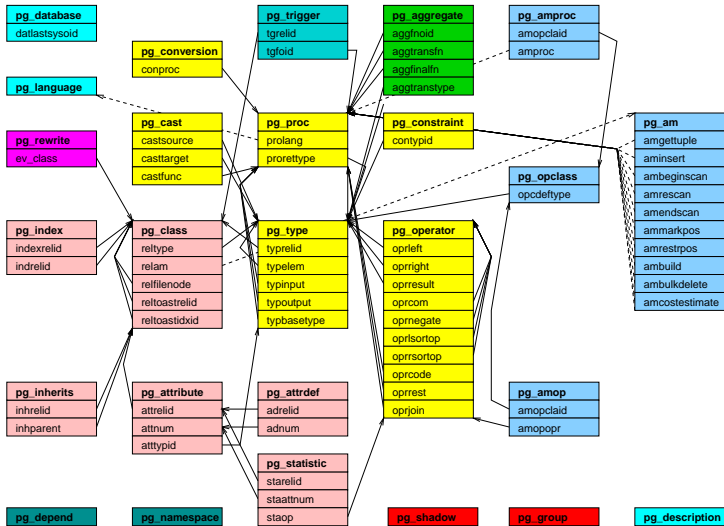 pg_database
datlastsysoid
pg_trigger
tgrelid
tgfoid
pg_aggregate
aggfnoid
aggtransfn
aggfinalfn
aggtranstype
pg_amproc
amopclaid
amproc
pg_conversion
conproc
pg_language
pg_cast
castsource
casttarget
castfunc
pg_proc
prolang
prorettype
pg_constraint
contypid
pg_am
amgettuple
aminsert
ambeginscan
amrescan
amendscan
ammarkpos
amrestrpos
ambuild
ambulkdelete
amcostestimate
pg_rewrite
ev_class
pg_opclass
opcdeftype
pg_index
indexrelid
indrelid
pg_class
reltype
relam
relfilenode
reltoastrelid
reltoastidxid
pg_type
typrelid
typelem
typinput
typoutput
typbasetype
pg_operator
oprleft
oprright
oprresult
oprcom
oprnegate
oprlsortop
oprrsortop
oprcode
oprrest
oprjoin
pg_inherits
inhrelid
inhparent
pg_attribute
attrelid
attnum
atttypid
pg_attrdef
adrelid
adnum
pg_amop
amopclaid
amopopr
pg_statistic
starelid
staattnum
staop
pg_depend
pg_namespace
pg_shadow
pg_group
pg_description